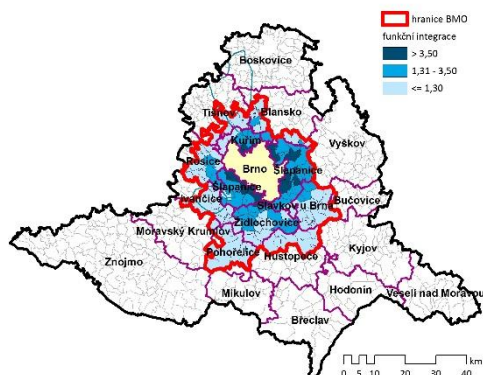 hranice BMO
funkční integrace
> 3,50
1,31 - 3,50
<= 1,30
Boskovice
Tišnov
Blansko
Kuřim
Vyškov
Rosice
Brno
Šlapanice
Šlapanice
Ivančice
Slavkov u Brna
Bučovice
Židlochovice
Moravský Krumlov
Kyjov
Pohořelice
Hustopeče
Znojmo
Mikulov
Hodonín
Veselí nad Moravou
Břeclav
km
0 5 10 20 30 40